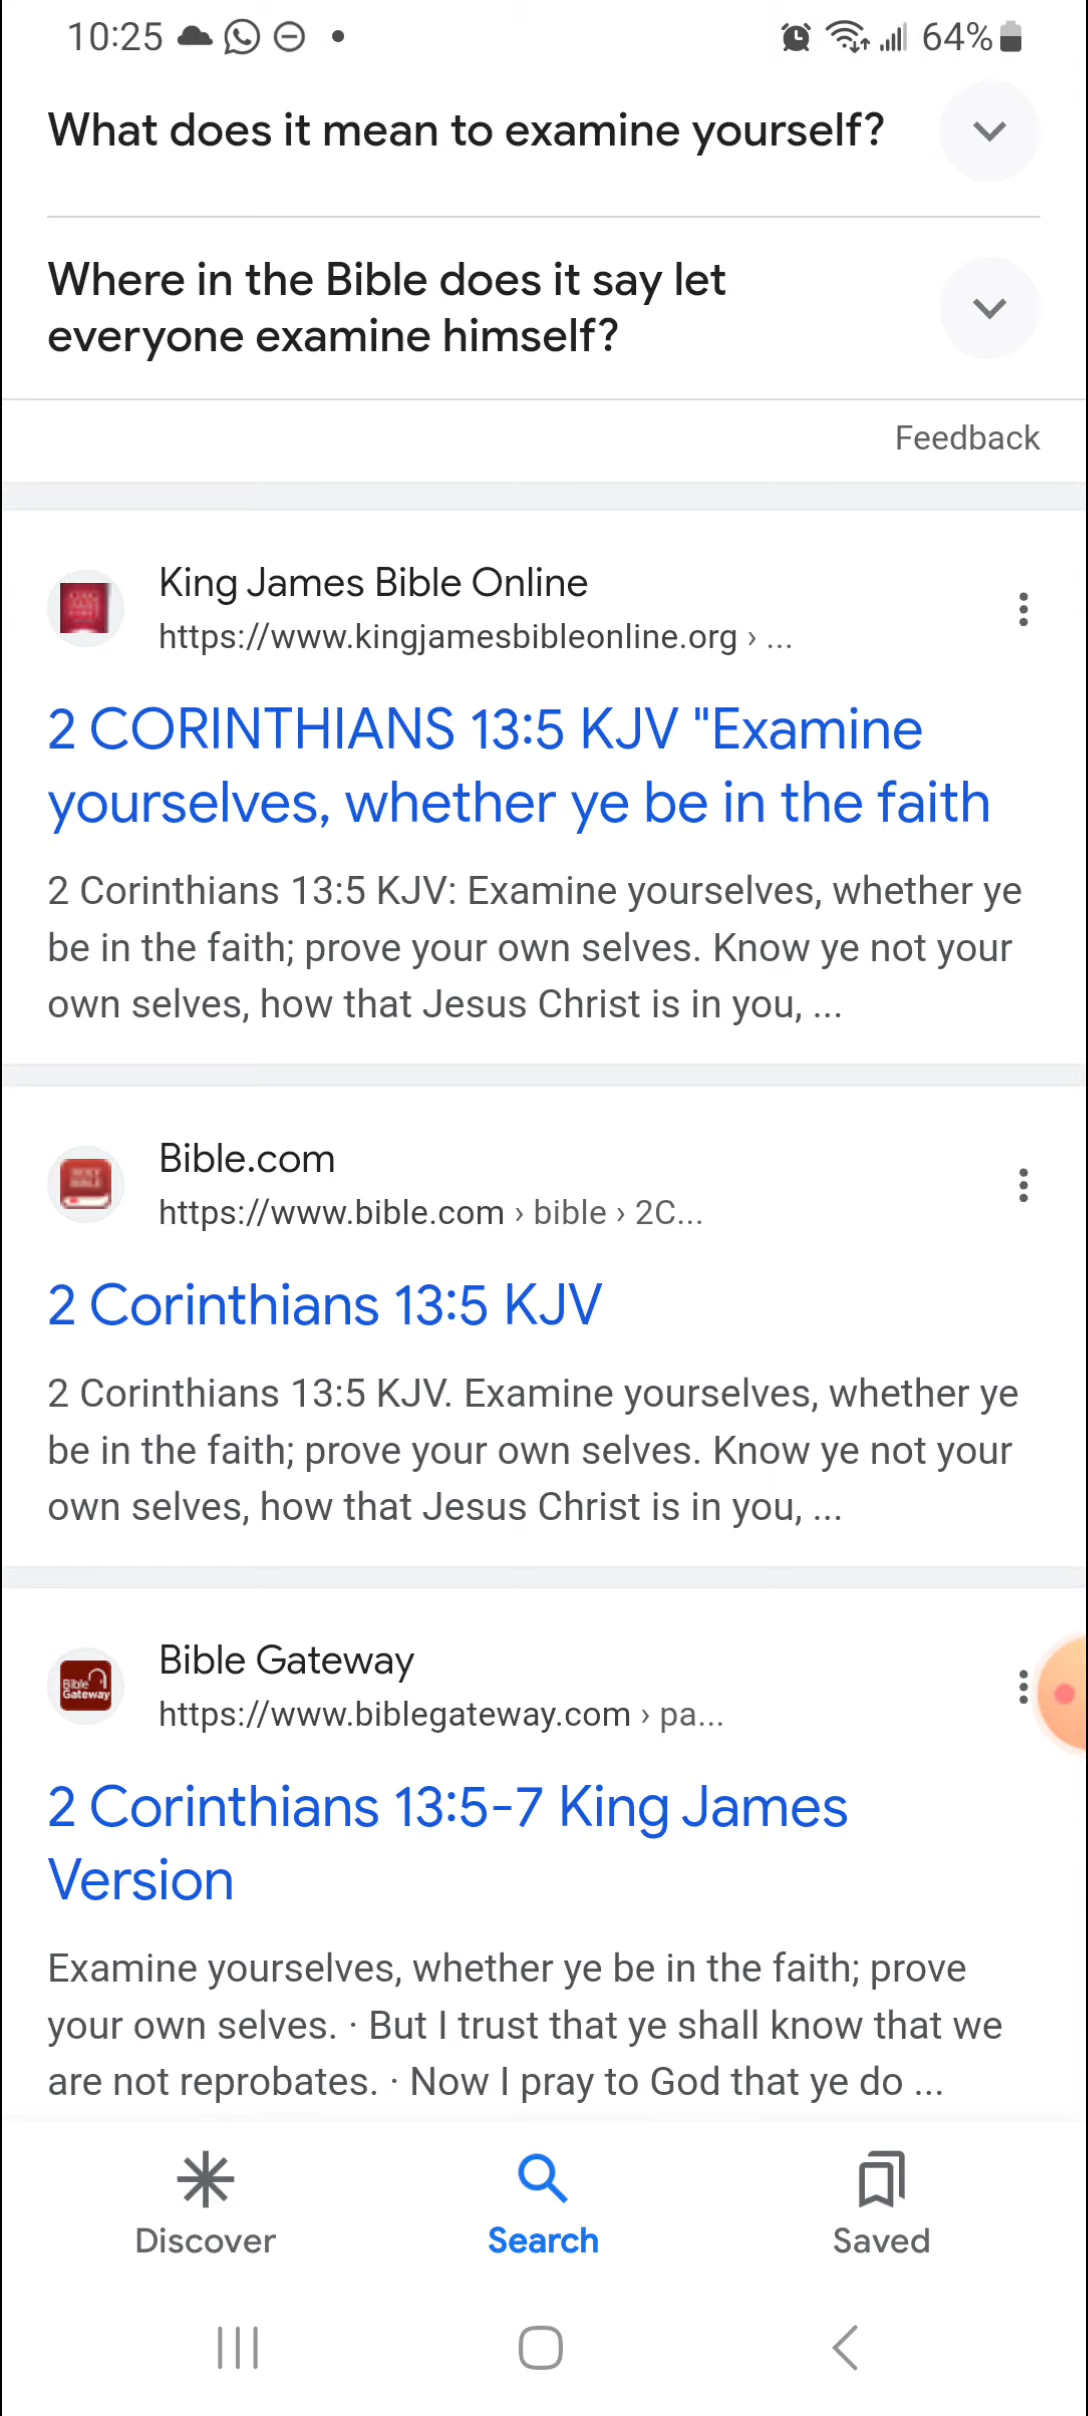 10:25 64%
What does it mean to examine yourself?
Where in the Bible does it say let
everyone examine himself?
Feedback
King James Bible Online
https://www.kingjamesbibleonline.org › ...
2 CORINTHIANS 13:5 KJV "Examine
yourselves, whether ye be in the faith
2 Corinthians 13:5 KJV: Examine yourselves, whether ye
be in the faith; prove your own selves. Know ye not your
own selves, how that Jesus Christ is in you, ...
Bible.com
https://www.bible.com › bible › 2C...
2 Corinthians 13:5 KJV
2 Corinthians 13:5 KJV. Examine yourselves, whether ye
be in the faith; prove your own selves. Know ye not your
own selves, how that Jesus Christ is in you, ...
Bible Gateway
Bible
Gateway
https://www.biblegateway.com › pa...
2 Corinthians 13:5-7 King James
Version
Examine yourselves, whether ye be in the faith; prove
your own selves. · But I trust that ye shall know that we
are not reprobates. · Now I pray to God that ye do ...
Discover Search Saved